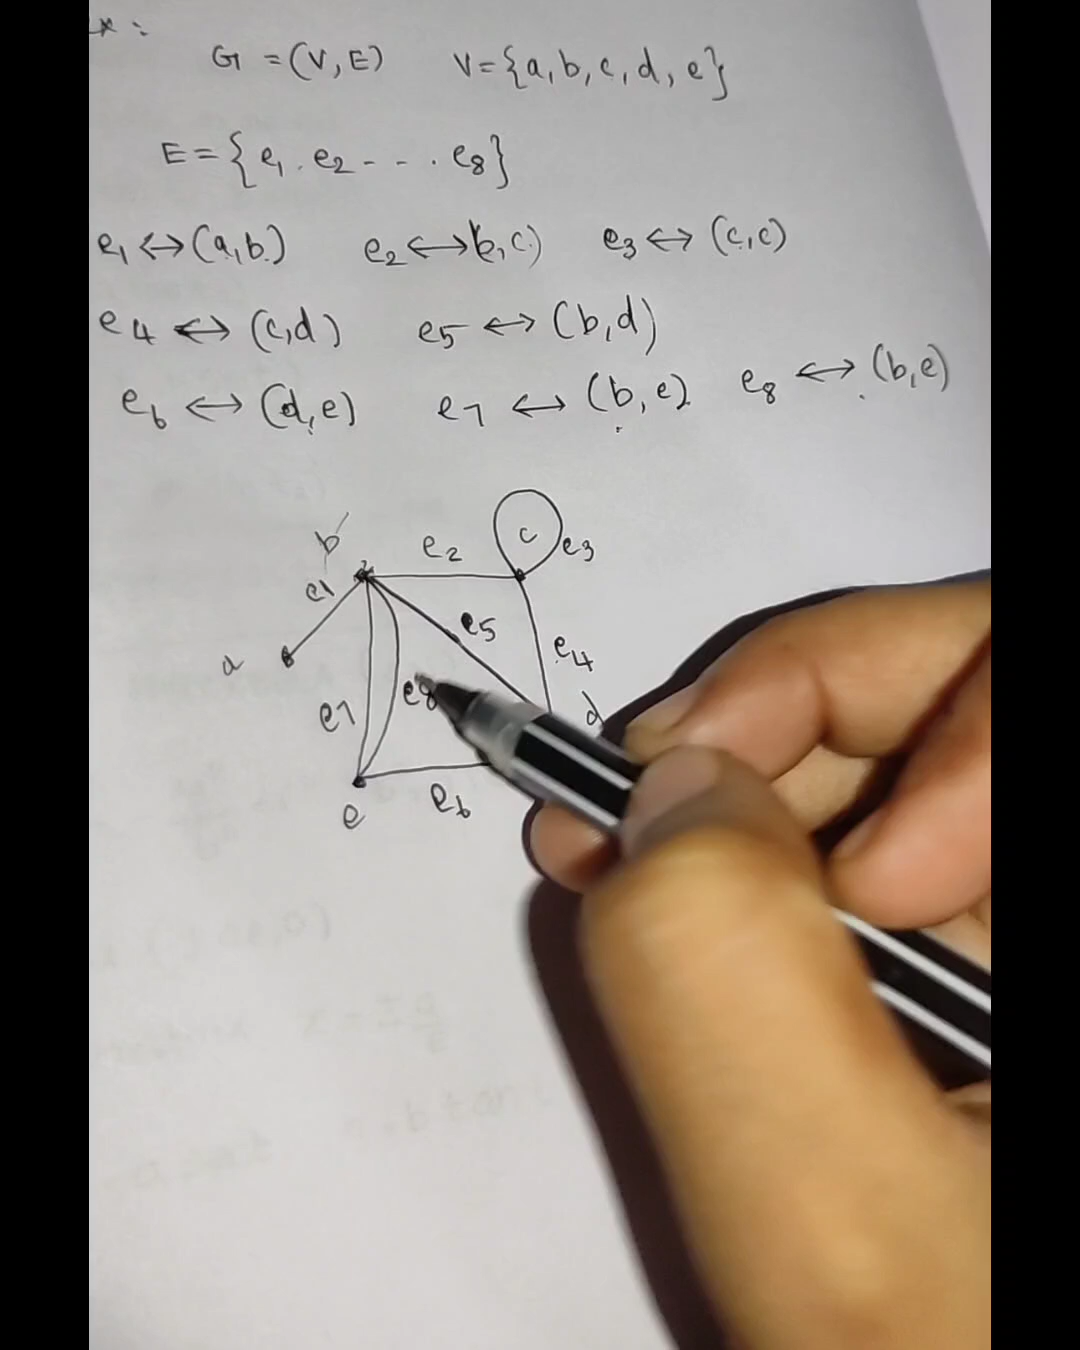 Ex:
G = (V, E) V = {a, b, c, d, e}
E = {e1. e2 - - . e8}
e1 ↔ (a, b) e2 ↔ (b, c) e3 ↔ (c, c)
e4 ↔ (c, d) e5 ↔ (b, d)
e6 ↔ (d, e) e7 ↔ (b, e) e8 ↔ (b, e)
b e2 c e3
e1 e5
a e4
e7 e8 d
e e6